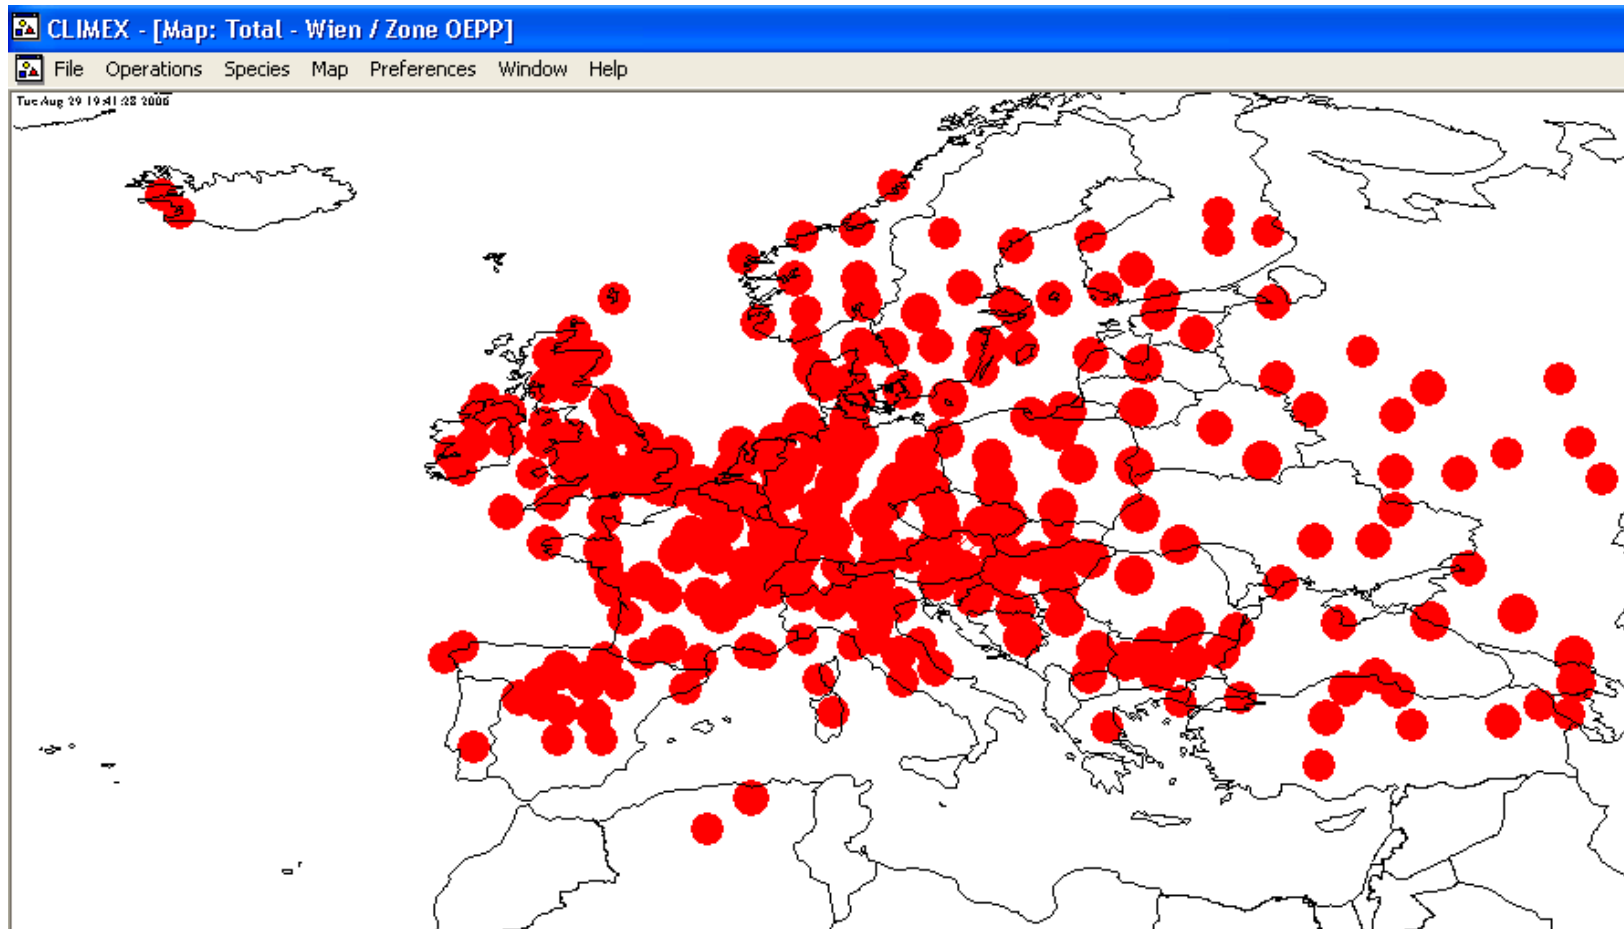 CLIMEX - [Map: Total - Wien / Zone OEPP]
File Operations Species Map Preferences Window Help
Tue Aug 29 19:41:28 2006